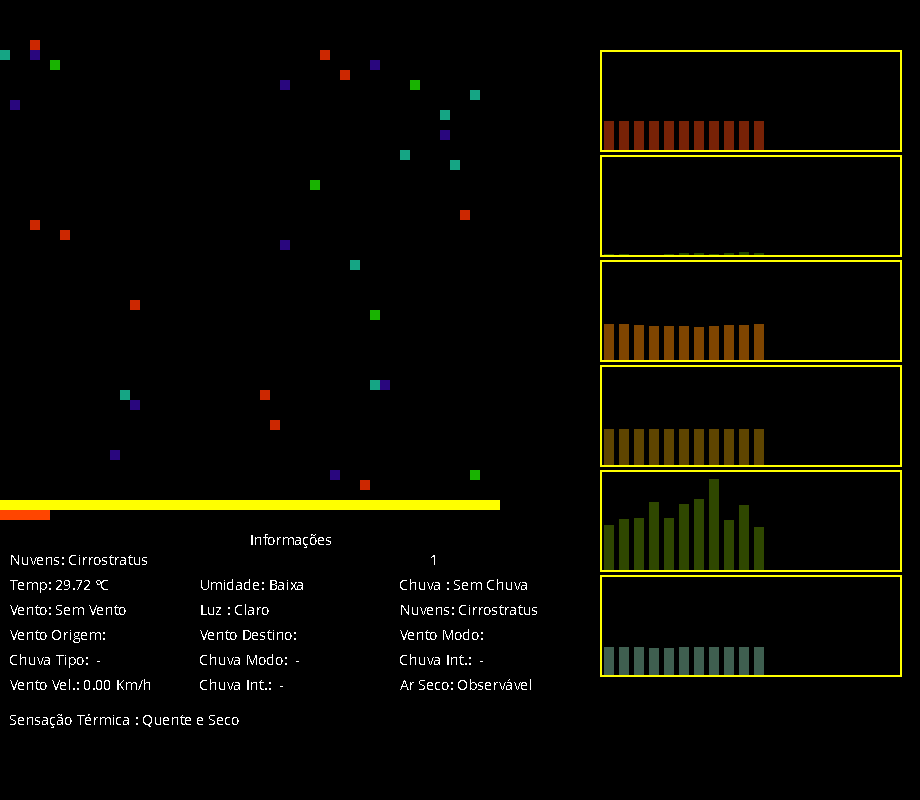 Informações
Nuvens: Cirrostratus 1
Temp: 29.72 ºC Umidade: Baixa Chuva : Sem Chuva
Vento: Sem Vento Luz : Claro Nuvens: Cirrostratus
Vento Origem: Vento Destino: Vento Modo:
Chuva Tipo: - Chuva Modo: - Chuva Int.: -
Vento Vel.: 0.00 Km/h Chuva Int.: - Ar Seco: Observável
Sensação Térmica : Quente e Seco